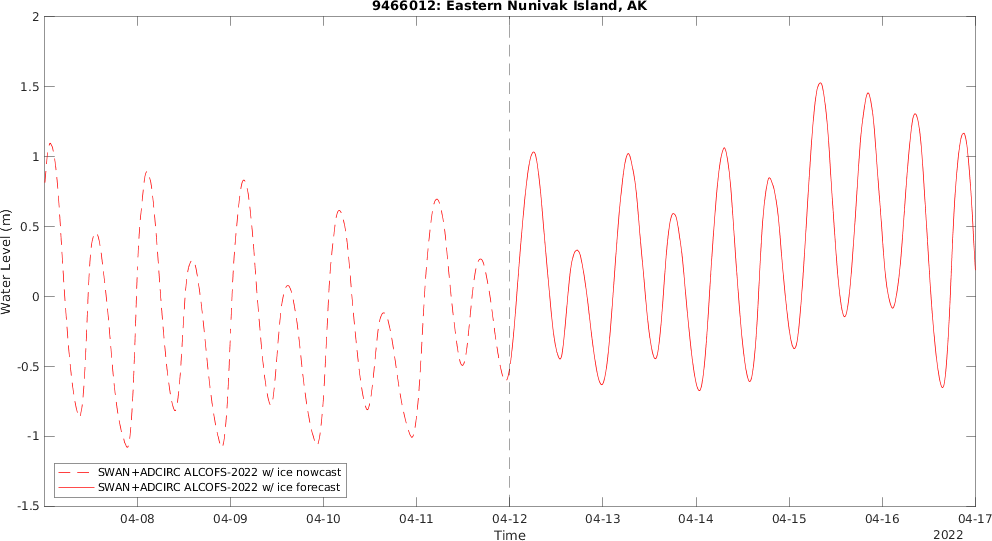 9466012: Eastern Nunivak Island, AK
2
1.5
1
0.5
0
-0.5
-1
-1.5
Water Level (m)
SWAN+ADCIRC ALCOFS-2022 w/ ice nowcast
SWAN+ADCIRC ALCOFS-2022 w/ ice forecast
04-08 04-09 04-10 04-11 04-12 04-13 04-14 04-15 04-16 04-17
Time
2022